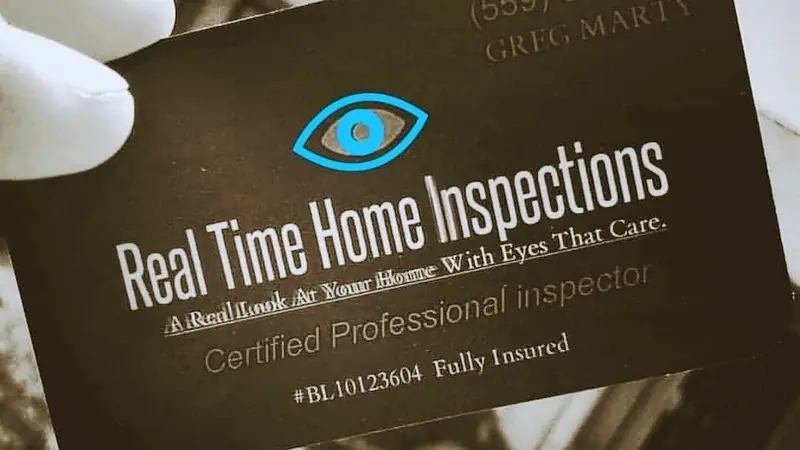 (559)
GREG MARTY
Real Time Home Inspections
A Real Look At Your Home With Eyes That Care.
Certified Professional inspector
#BL10123604 Fully Insured